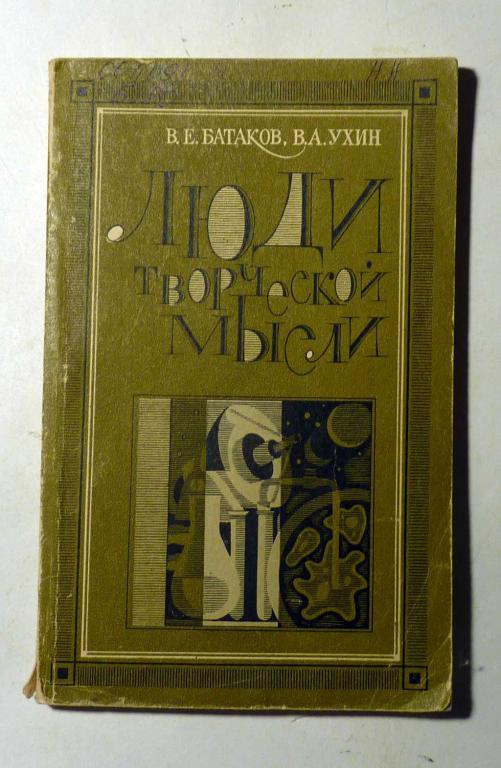 В. Е. БАТАКОВ, В. А. УХИН
ЛЮДИ
ТВОРЧЕСКОЙ
МЫСЛИ